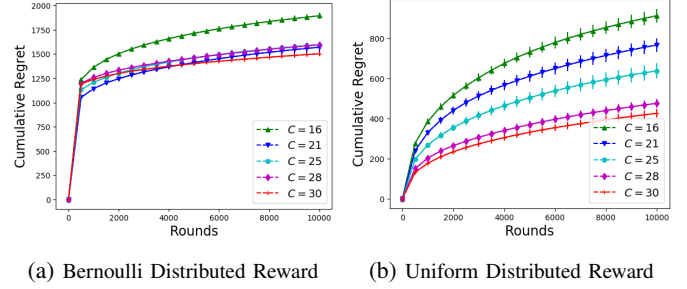 2000
1750
1500
1250
1000
750
500
250
0
Cumulative Regret
C = 16
C = 21
C = 25
C = 28
C = 30
0 2000 4000 6000 8000 10000
Rounds
(a) Bernoulli Distributed Reward
800
600
400
200
0
Cumulative Regret
C = 16
C = 21
C = 25
C = 28
C = 30
0 2000 4000 6000 8000 10000
Rounds
(b) Uniform Distributed Reward